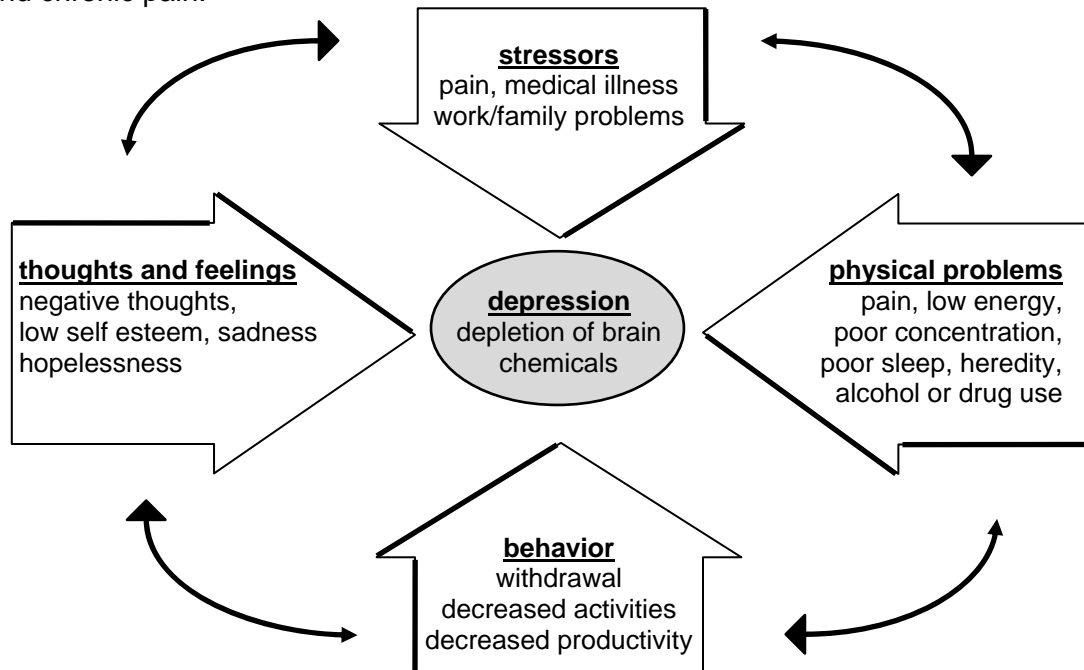 nd chronic pain.
stressors
pain, medical illness
work/family problems
thoughts and feelings
negative thoughts,
low self esteem, sadness
hopelessness
depression
depletion of brain
chemicals
physical problems
pain, low energy,
poor concentration,
poor sleep, heredity,
alcohol or drug use
behavior
withdrawal
decreased activities
decreased productivity